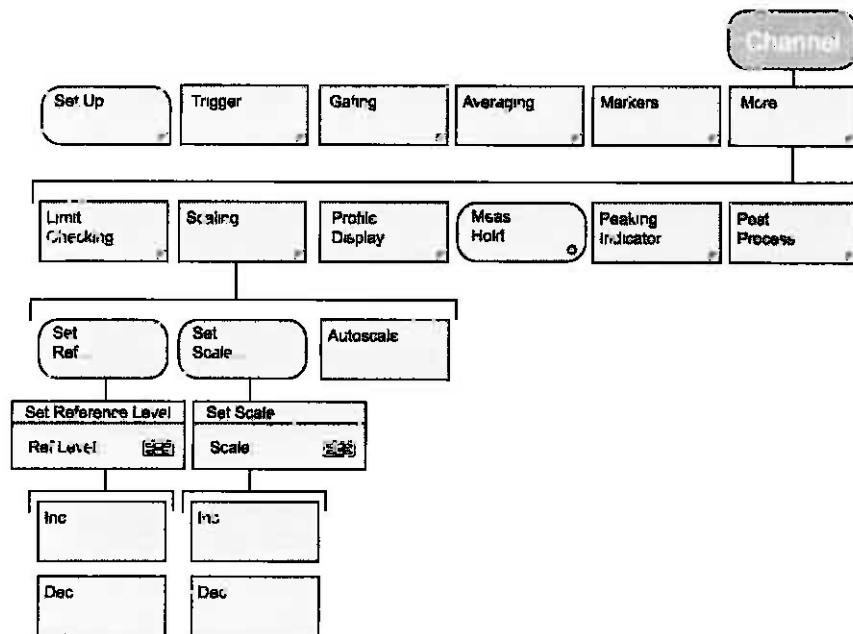 Channel
Set Up
Trigger
Gating
Averaging
Markers
More
Limit
Checking
Scaling
Profile
Display
Meas
Hold
Peaking
Indicator
Post
Process
Set
Ref...
Set
Scale...
Autoscale
Set Reference Level
Set Scale
Ref Level
Scale
Inc
Inc
Dec
Dec